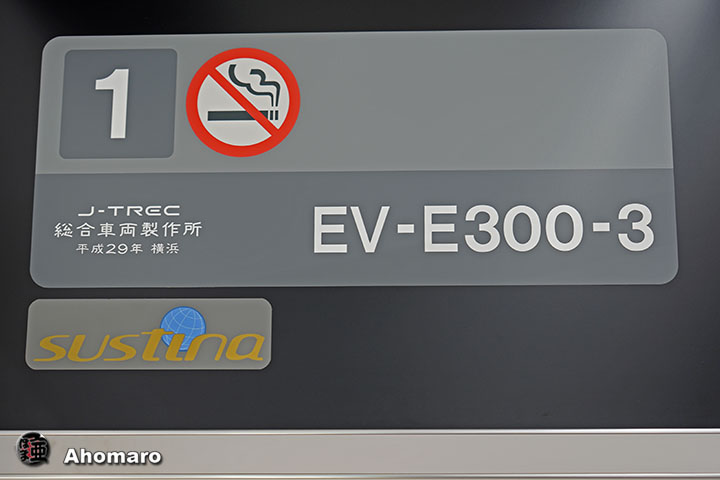 1
J-TREC
総合車両製作所
平成29年 横浜
EV-E300-3
sustina
Ahomaro